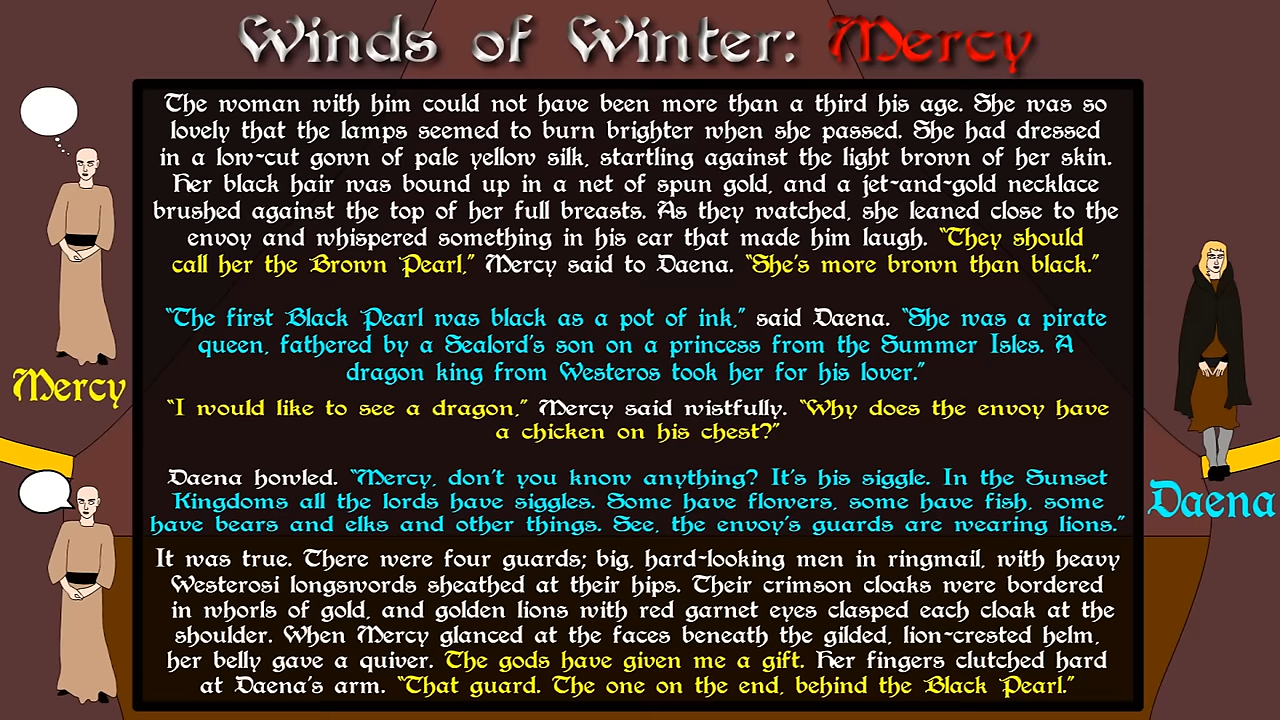 Winds of Winter: Mercy
The woman with him could not have been more than a third his age. She was so
lovely that the lamps seemed to burn brighter when she passed. She had dressed
in a low-cut gown of pale yellow silk, startling against the light brown of her skin.
Her black hair was bound up in a net of spun gold, and a jet-and-gold necklace
brushed against the top of her full breasts. As they watched, she leaned close to the
envoy and whispered something in his ear that made him laugh. “They should
call her the Brown Pearl,” Mercy said to Daena. “She's more brown than black.”
“The first Black Pearl was black as a pot of ink,” said Daena. “She was a pirate
queen, fathered by a Sealord's son on a princess from the Summer Isles. A
dragon king from Westeros took her for his lover.”
“I would like to see a dragon,” Mercy said wistfully. “Why does the envoy have
a chicken on his chest?”
Daena howled. “Mercy, don't you know anything? It's his siggle. In the Sunset
Kingdoms all the lords have siggles. Some have flowers, some have fish, some
have bears and elks and other things. See, the envoy's guards are wearing lions.”
It was true. There were four guards; big, hard-looking men in ringmail, with heavy
Westerosi longswords sheathed at their hips. Their crimson cloaks were bordered
in whorls of gold, and golden lions with red garnet eyes clasped each cloak at the
shoulder. When Mercy glanced at the faces beneath the gilded, lion-crested helm,
her belly gave a quiver. The gods have given me a gift. Her fingers clutched hard
at Daena's arm. “That guard. The one on the end, behind the Black Pearl.”
Mercy
Daena